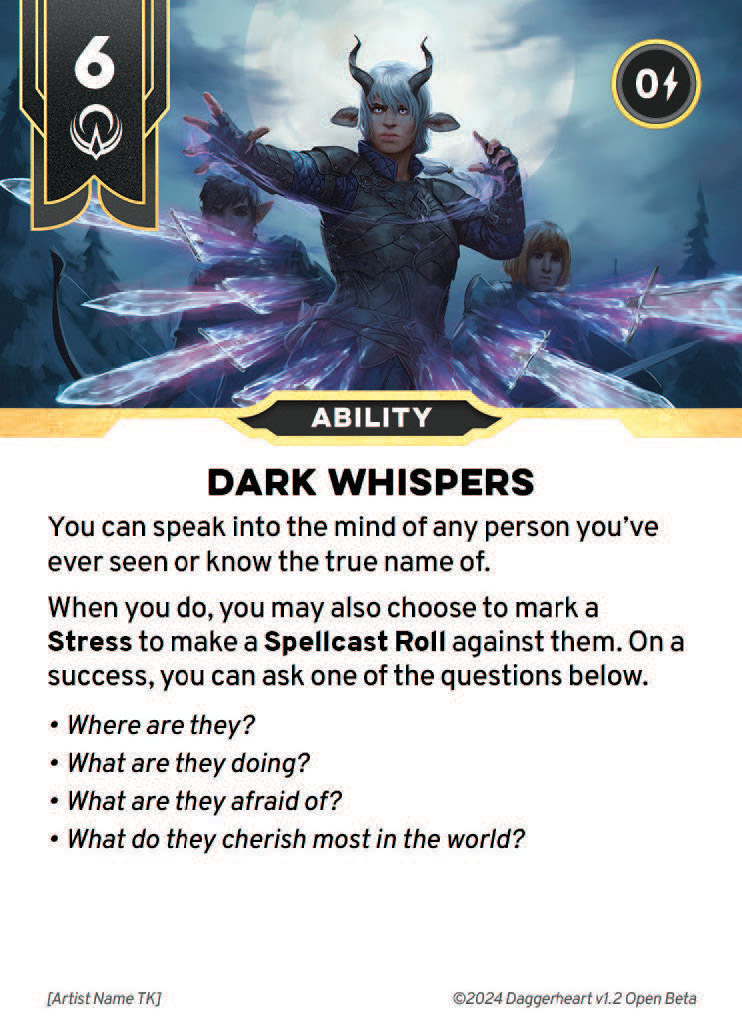 6
0
ABILITY
DARK WHISPERS
You can speak into the mind of any person you've
ever seen or know the true name of.
When you do, you may also choose to mark a
Stress to make a Spellcast Roll against them. On a
success, you can ask one of the questions below.
• Where are they?
• What are they doing?
• What are they afraid of?
• What do they cherish most in the world?
[Artist Name TK]
©2024 Daggerheart v1.2 Open Beta